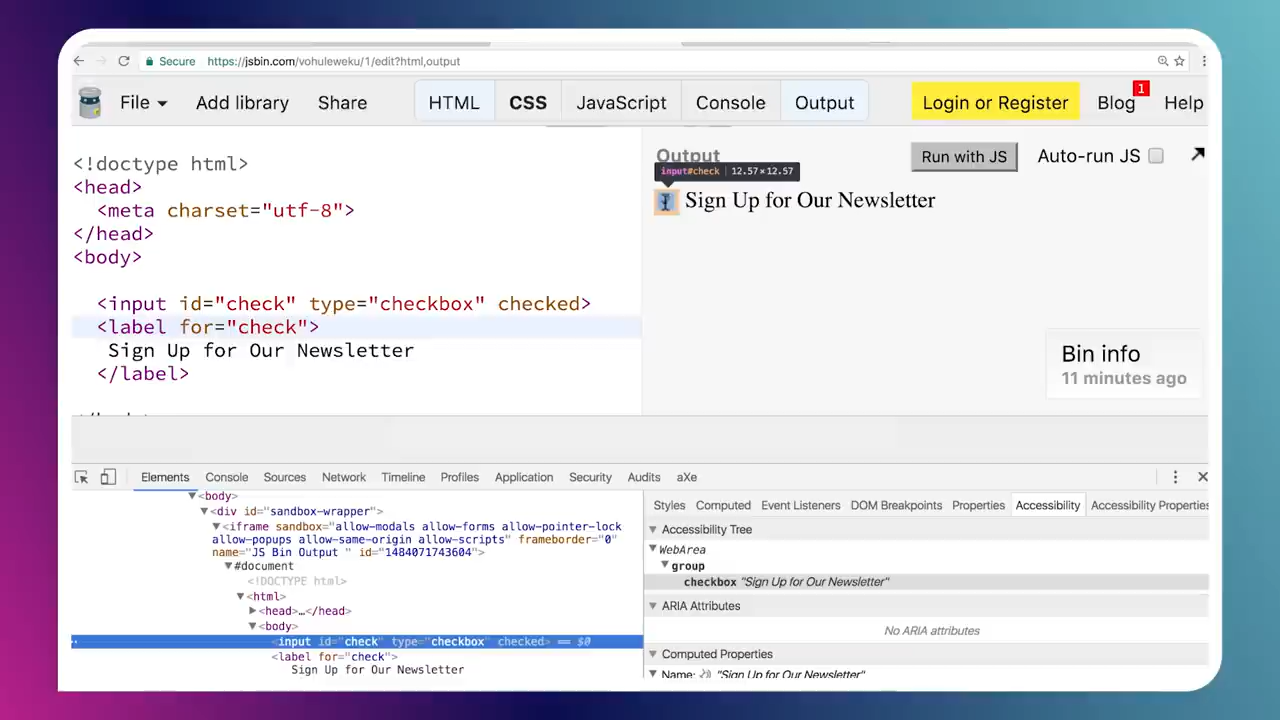 Secure https://jsbin.com/vohuleweku/1/edit?html,output
File Add library Share HTML CSS JavaScript Console Output Login or Register Blog 1 Help
<!doctype html>
<head>
<meta charset="utf-8">
</head>
<body>
<input id="check" type="checkbox" checked>
<label for="check">
Sign Up for Our Newsletter
</label>
Output Run with JS Auto-run JS
input#check 12.57×12.57
Sign Up for Our Newsletter
Bin info
11 minutes ago
Elements Console Sources Network Timeline Profiles Application Security Audits aXe
<body>
<div id="sandbox-wrapper">
<iframe sandbox="allow-modals allow-forms allow-pointer-lock
allow-popups allow-same-origin allow-scripts" frameborder="0"
name="JS Bin Output " id="1484071743604">
#document
<!DOCTYPE html>
<html>
<head>…</head>
<body>
<input id="check" type="checkbox" checked> == $0
<label for="check">
Sign Up for Our Newsletter
Styles Computed Event Listeners DOM Breakpoints Properties Accessibility Accessibility Properties
Accessibility Tree
WebArea
group
checkbox "Sign Up for Our Newsletter"
ARIA Attributes
No ARIA attributes
Computed Properties
Name: "Sign Up for Our Newsletter"